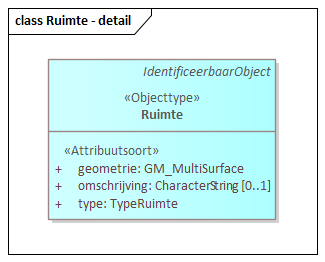 class Ruimte - detail
IdentificeerbaarObject
«Objecttype»
Ruimte
«Attribuutsoort»
+ geometrie: GM_MultiSurface
+ omschrijving: CharacterString [0..1]
+ type: TypeRuimte